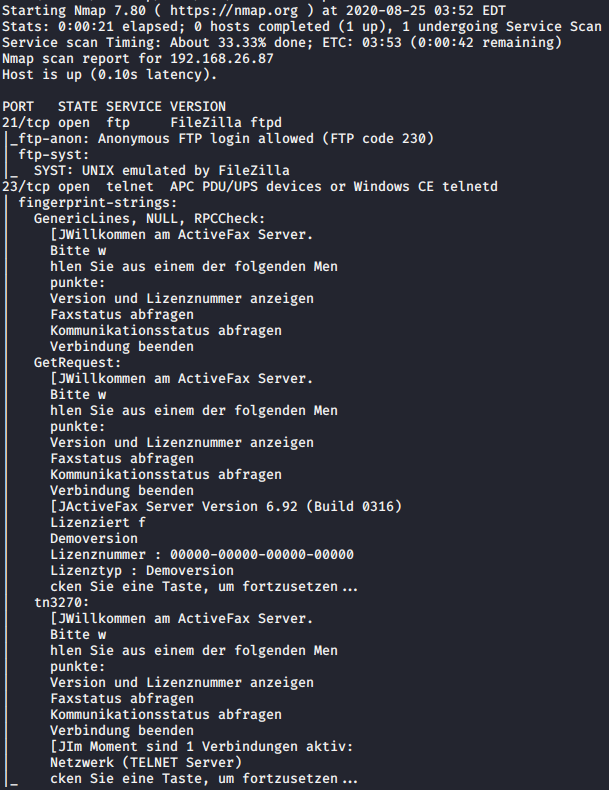 Starting Nmap 7.80 ( https://nmap.org ) at 2020-08-25 03:52 EDT
Stats: 0:00:21 elapsed; 0 hosts completed (1 up), 1 undergoing Service Scan
Service scan Timing: About 33.33% done; ETC: 03:53 (0:00:42 remaining)
Nmap scan report for 192.168.26.87
Host is up (0.10s latency).

PORT   STATE SERVICE VERSION
21/tcp open  ftp     FileZilla ftpd
|_ftp-anon: Anonymous FTP login allowed (FTP code 230)
| ftp-syst:
|_  SYST: UNIX emulated by FileZilla
23/tcp open  telnet  APC PDU/UPS devices or Windows CE telnetd
| fingerprint-strings:
|   GenericLines, NULL, RPCCheck:
|     [JWillkommen am ActiveFax Server.
|     Bitte w
|     hlen Sie aus einem der folgenden Men
|     punkte:
|     Version und Lizenznummer anzeigen
|     Faxstatus abfragen
|     Kommunikationsstatus abfragen
|     Verbindung beenden
|   GetRequest:
|     [JWillkommen am ActiveFax Server.
|     Bitte w
|     hlen Sie aus einem der folgenden Men
|     punkte:
|     Version und Lizenznummer anzeigen
|     Faxstatus abfragen
|     Kommunikationsstatus abfragen
|     Verbindung beenden
|     [JActiveFax Server Version 6.92 (Build 0316)
|     Lizenziert f
|     Demoversion
|     Lizenznummer : 00000-00000-00000-00000
|     Lizenztyp : Demoversion
|     cken Sie eine Taste, um fortzusetzen...
|   tn3270:
|     [JWillkommen am ActiveFax Server.
|     Bitte w
|     hlen Sie aus einem der folgenden Men
|     punkte:
|     Version und Lizenznummer anzeigen
|     Faxstatus abfragen
|     Kommunikationsstatus abfragen
|     Verbindung beenden
|     [JIm Moment sind 1 Verbindungen aktiv:
|     Netzwerk (TELNET Server)
|_    cken Sie eine Taste, um fortzusetzen...